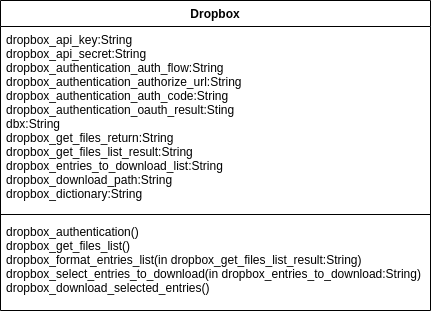 Dropbox
dropbox_api_key:String
dropbox_api_secret:String
dropbox_authentication_auth_flow:String
dropbox_authentication_authorize_url:String
dropbox_authentication_auth_code:String
dropbox_authentication_oauth_result:Sting
dbx:String
dropbox_get_files_return:String
dropbox_get_files_list_result:String
dropbox_entries_to_download_list:String
dropbox_download_path:String
dropbox_dictionary:String
dropbox_authentication()
dropbox_get_files_list()
dropbox_format_entries_list(in dropbox_get_files_list_result:String)
dropbox_select_entries_to_download(in dropbox_entries_to_download:String)
dropbox_download_selected_entries()